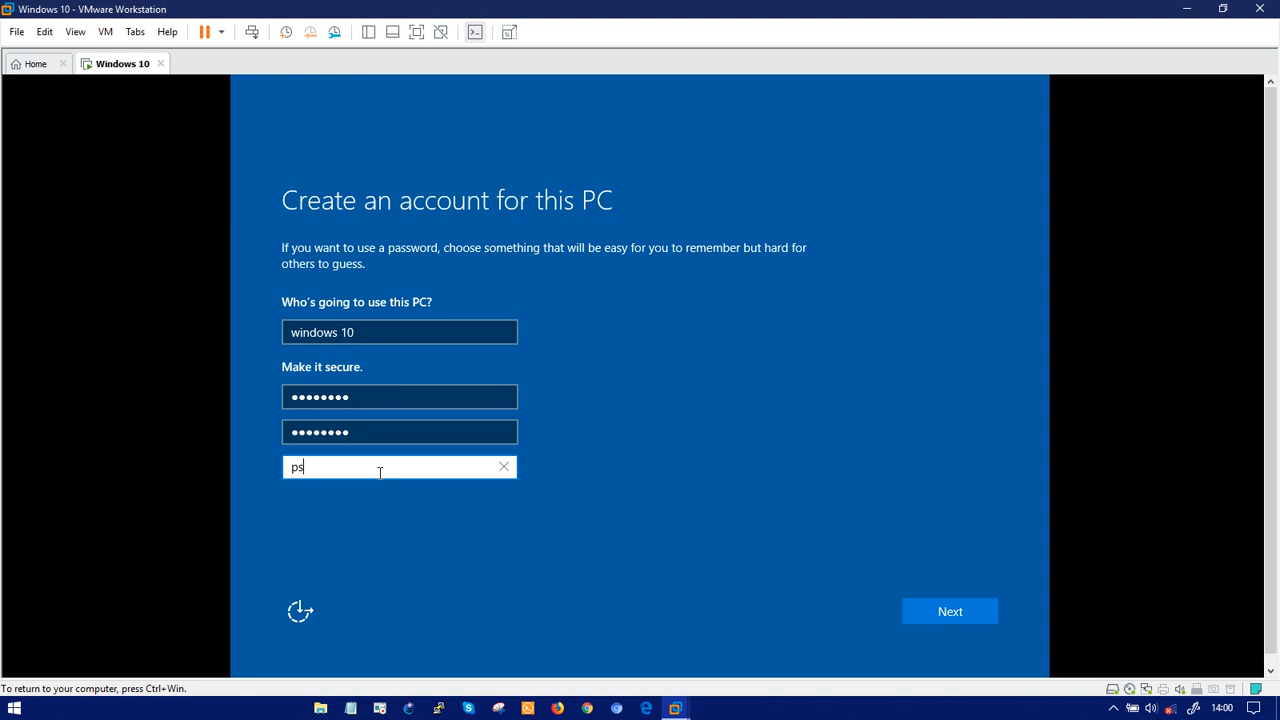 Windows 10 - VMware Workstation
File Edit View VM Tabs Help
Home Windows 10
Create an account for this PC
If you want to use a password, choose something that will be easy for you to remember but hard for
others to guess.
Who's going to use this PC?
windows 10
Make it secure.
ps
Next
To return to your computer, press Ctrl+Win.
14:00